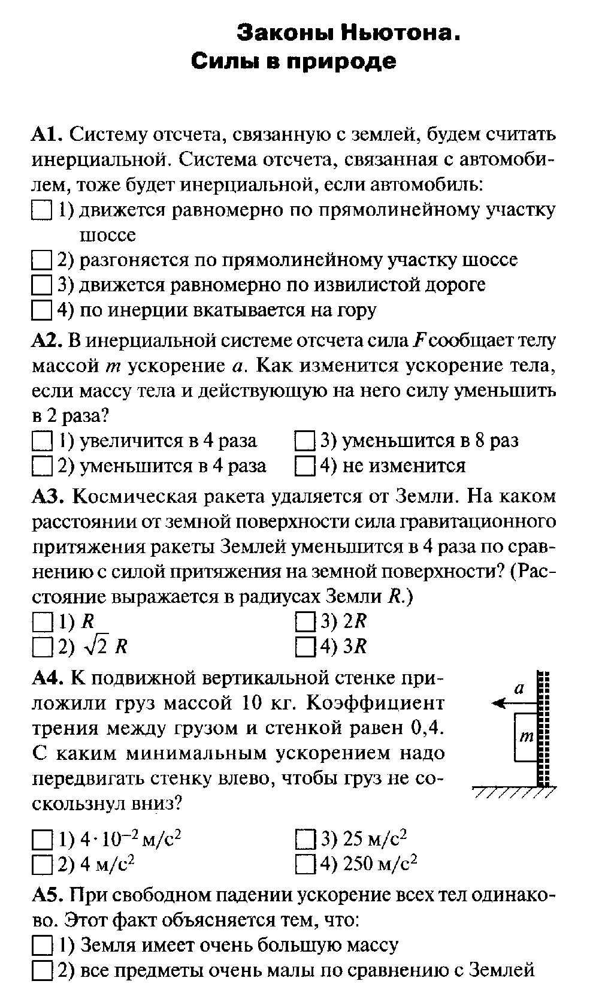 Законы Ньютона.
Силы в природе
А1. Систему отсчета, связанную с землей, будем считать
инерциальной. Система отсчета, связанная с автомоби-
лем, тоже будет инерциальной, если автомобиль:
1) движется равномерно по прямолинейному участку
шоссе
2) разгоняется по прямолинейному участку шоссе
3) движется равномерно по извилистой дороге
4) по инерции вкатывается на гору
А2. В инерциальной системе отсчета сила F сообщает телу
массой m ускорение a. Как изменится ускорение тела,
если массу тела и действующую на него силу уменьшить
в 2 раза?
1) увеличится в 4 раза 3) уменьшится в 8 раз
2) уменьшится в 4 раза 4) не изменится
А3. Космическая ракета удаляется от Земли. На каком
расстоянии от земной поверхности сила гравитационного
притяжения ракеты Землей уменьшится в 4 раза по срав-
нению с силой притяжения на земной поверхности? (Рас-
стояние выражается в радиусах Земли R.)
1) R 3) 2R
2) √2 R 4) 3R
А4. К подвижной вертикальной стенке при-
ложили груз массой 10 кг. Коэффициент
трения между грузом и стенкой равен 0,4.
С каким минимальным ускорением надо
передвигать стенку влево, чтобы груз не со-
скользнул вниз?
a
m
1) 4·10⁻² м/с² 3) 25 м/с²
2) 4 м/с² 4) 250 м/с²
А5. При свободном падении ускорение всех тел одинако-
во. Этот факт объясняется тем, что:
1) Земля имеет очень большую массу
2) все предметы очень малы по сравнению с Землей